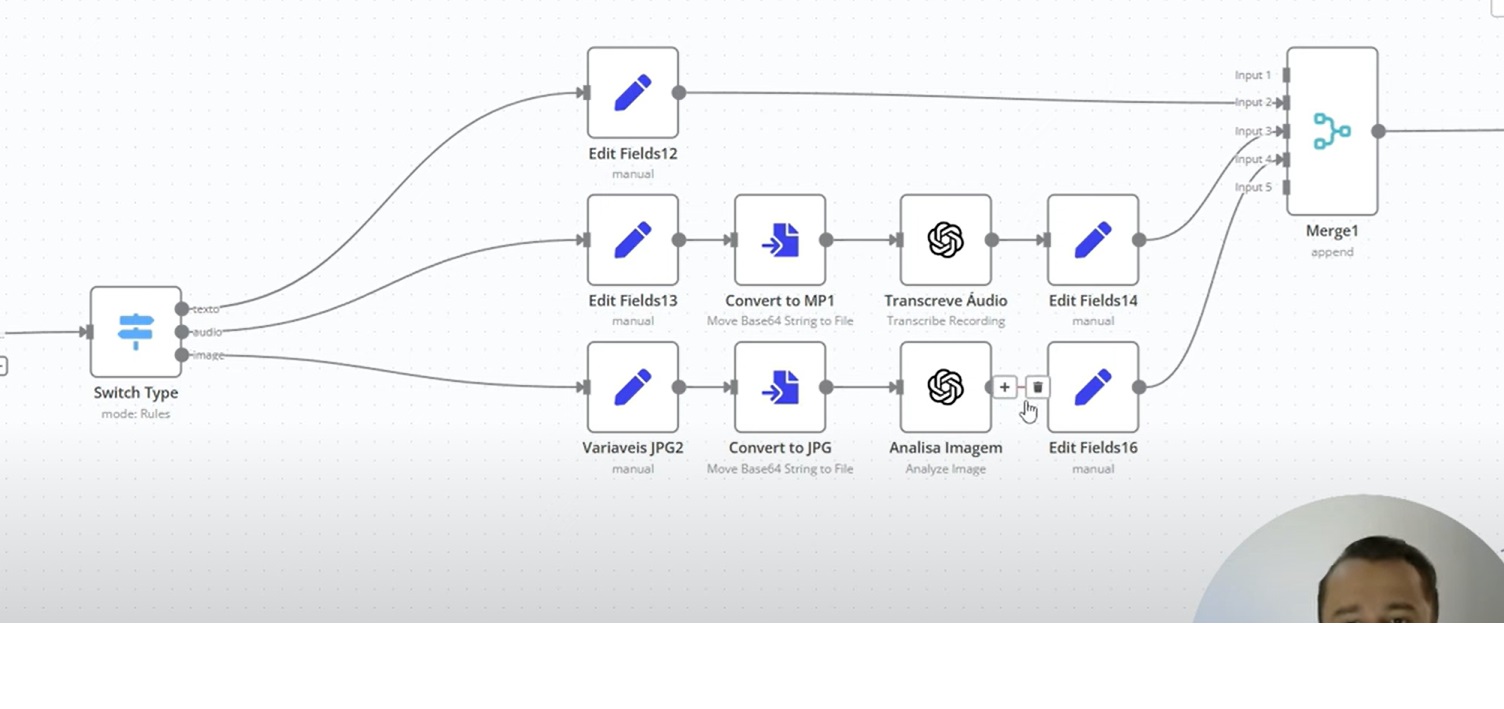 Edit Fields12
manual
Input 1
Input 2
Input 3
Input 4
Input 5
Merge1
append
Edit Fields13
manual
Convert to MP1
Move Base64 String to File
Transcreve Áudio
Transcribe Recording
Edit Fields14
manual
texto
audio
image
Switch Type
mode: Rules
Variaveis JPG2
manual
Convert to JPG
Move Base64 String to File
Analisa Imagem
Analyze Image
Edit Fields16
manual